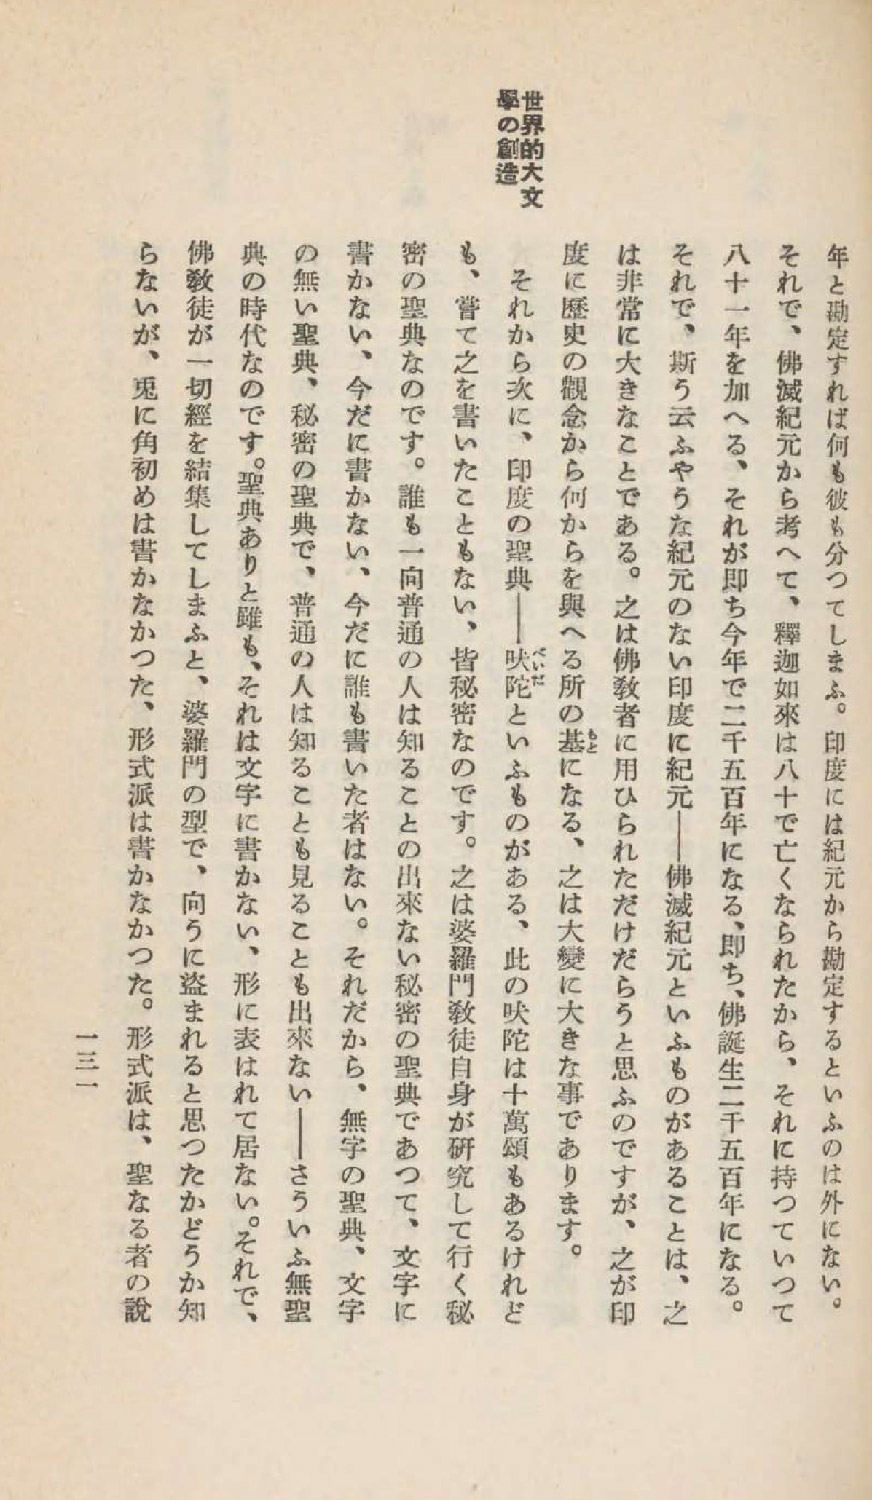 年と勘定すれば何も彼も分つてしまふ。印度には紀元から勘定するといふのは外にない。
それで、佛滅紀元から考へて、釋迦如來は八十で亡くなられたから、それに持つていつて
八十一年を加へる、それが即ち今年で二千五百年になる、即ち、佛誕生二千五百年になる。
それで、斯う云ふやうな紀元のない印度に紀元――佛滅紀元といふものがあることは、之
は非常に大きなことである。之は佛敎者に用ひられただけだらうと思ふのですが、之が印
度に歷史の觀念から何からを與へる所の基になる、之は大變に大きな事であります。
もと
世界的大文
學の創造
それから次に、印度の聖典――吠陀といふものがある、此の吠陀は十萬頌もあるけれど
べいだ
も、嘗て之を書いたこともない、皆秘密なのです。之は婆羅門敎徒自身が硏究して行く秘
密の聖典なのです。誰も一向普通の人は知ることの出來ない秘密の聖典であつて、文字に
書かない、今だに書かない、今だに誰も書いた者はない。それだから、無字の聖典、文字
の無い聖典、秘密の聖典で、普通の人は知ることも見ることも出來ない――さういふ無聖
典の時代なのです。聖典ありと雖も、それは文字に書かない、形に表はれて居ない。それで、
佛敎徒が一切經を結集してしまふと、婆羅門の型で、向うに盜まれると思つたかどうか知
らないが、兎に角初めは書かなかつた、形式派は書かなかつた。形式派は、聖なる者の說
一三一